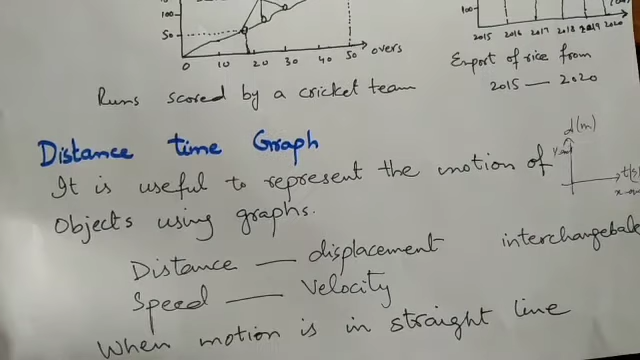 100
50
0 10 20 30 40 50 overs
Runs scored by a cricket team
100
2015 2016 2017 2018 2019 2020
Export of rice from
2015 — 2020
Distance time Graph
It is useful to represent the motion of
Objects using graphs.
d(m)
t(s)
Distance — displacement interchangebale
Speed — Velocity
When motion is in straight line